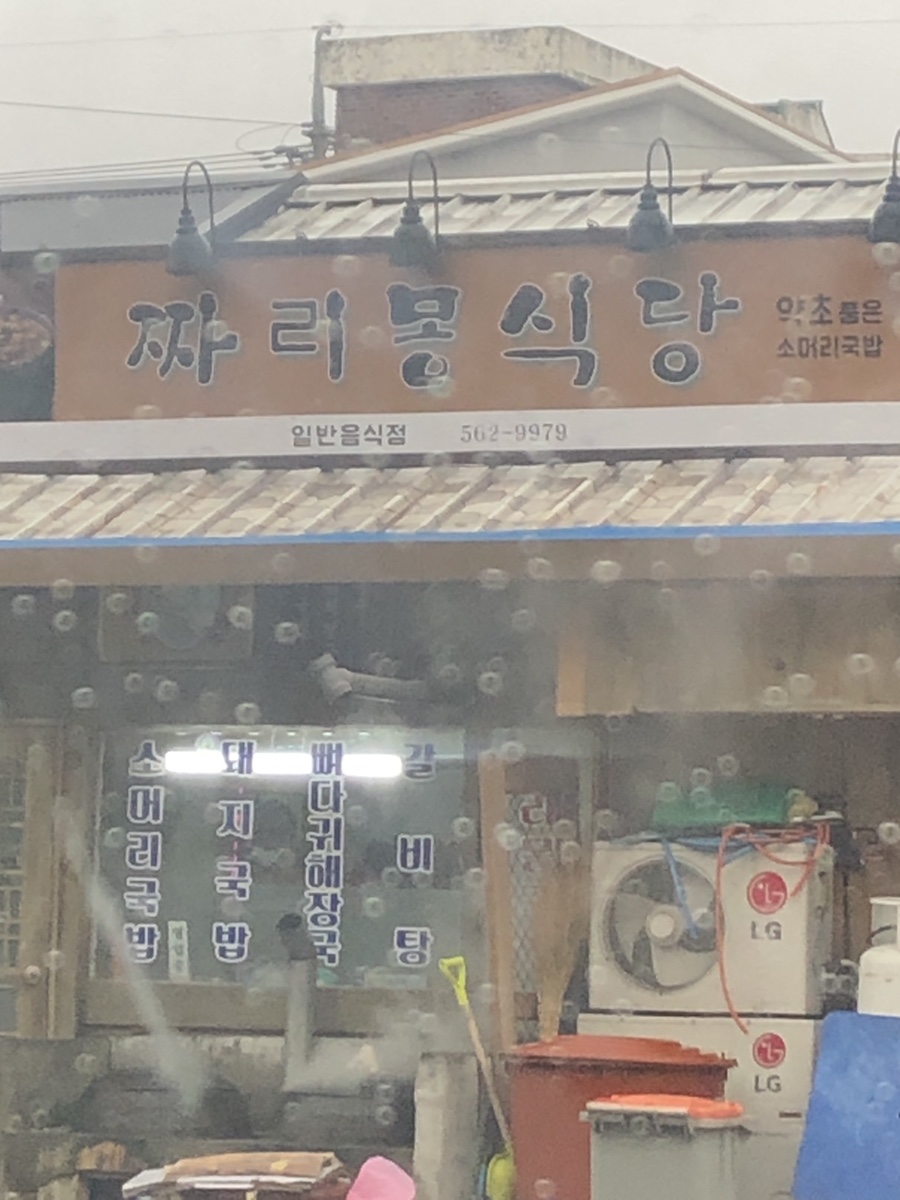 짜리몽식당
약초 품은
소머리국밥
일반음식점 562-9979
소머리국밥
돼지국밥
뼈다귀해장국
갈비탕
LG
LG